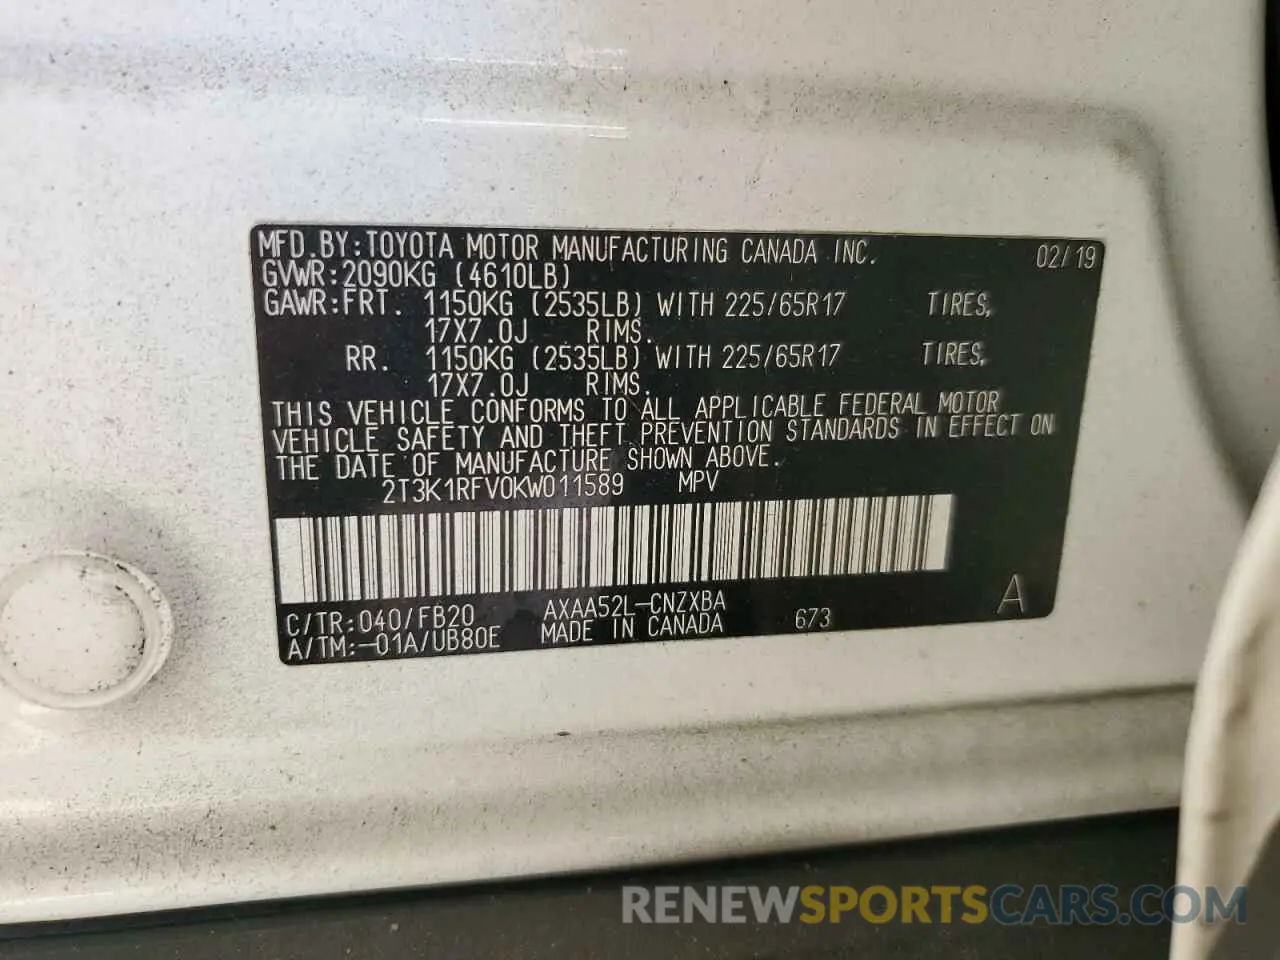 MFD.BY:TOYOTA MOTOR MANUFACTURING CANADA INC. 02/19
GVWR:2090KG (4610LB)
GAWR:FRT. 1150KG (2535LB) WITH 225/65R17 TIRES,
17X7.0J RIMS.
RR. 1150KG (2535LB) WITH 225/65R17 TIRES,
17X7.0J RIMS.
THIS VEHICLE CONFORMS TO ALL APPLICABLE FEDERAL MOTOR
VEHICLE SAFETY AND THEFT PREVENTION STANDARDS IN EFFECT ON
THE DATE OF MANUFACTURE SHOWN ABOVE.
2T3K1RFV0KW011589 MPV
C/TR:040/FB20 AXAA52L-CNZXBA 673 A
A/TM:-01A/UB80E MADE IN CANADA
RENEWSPORTSCARS.COM